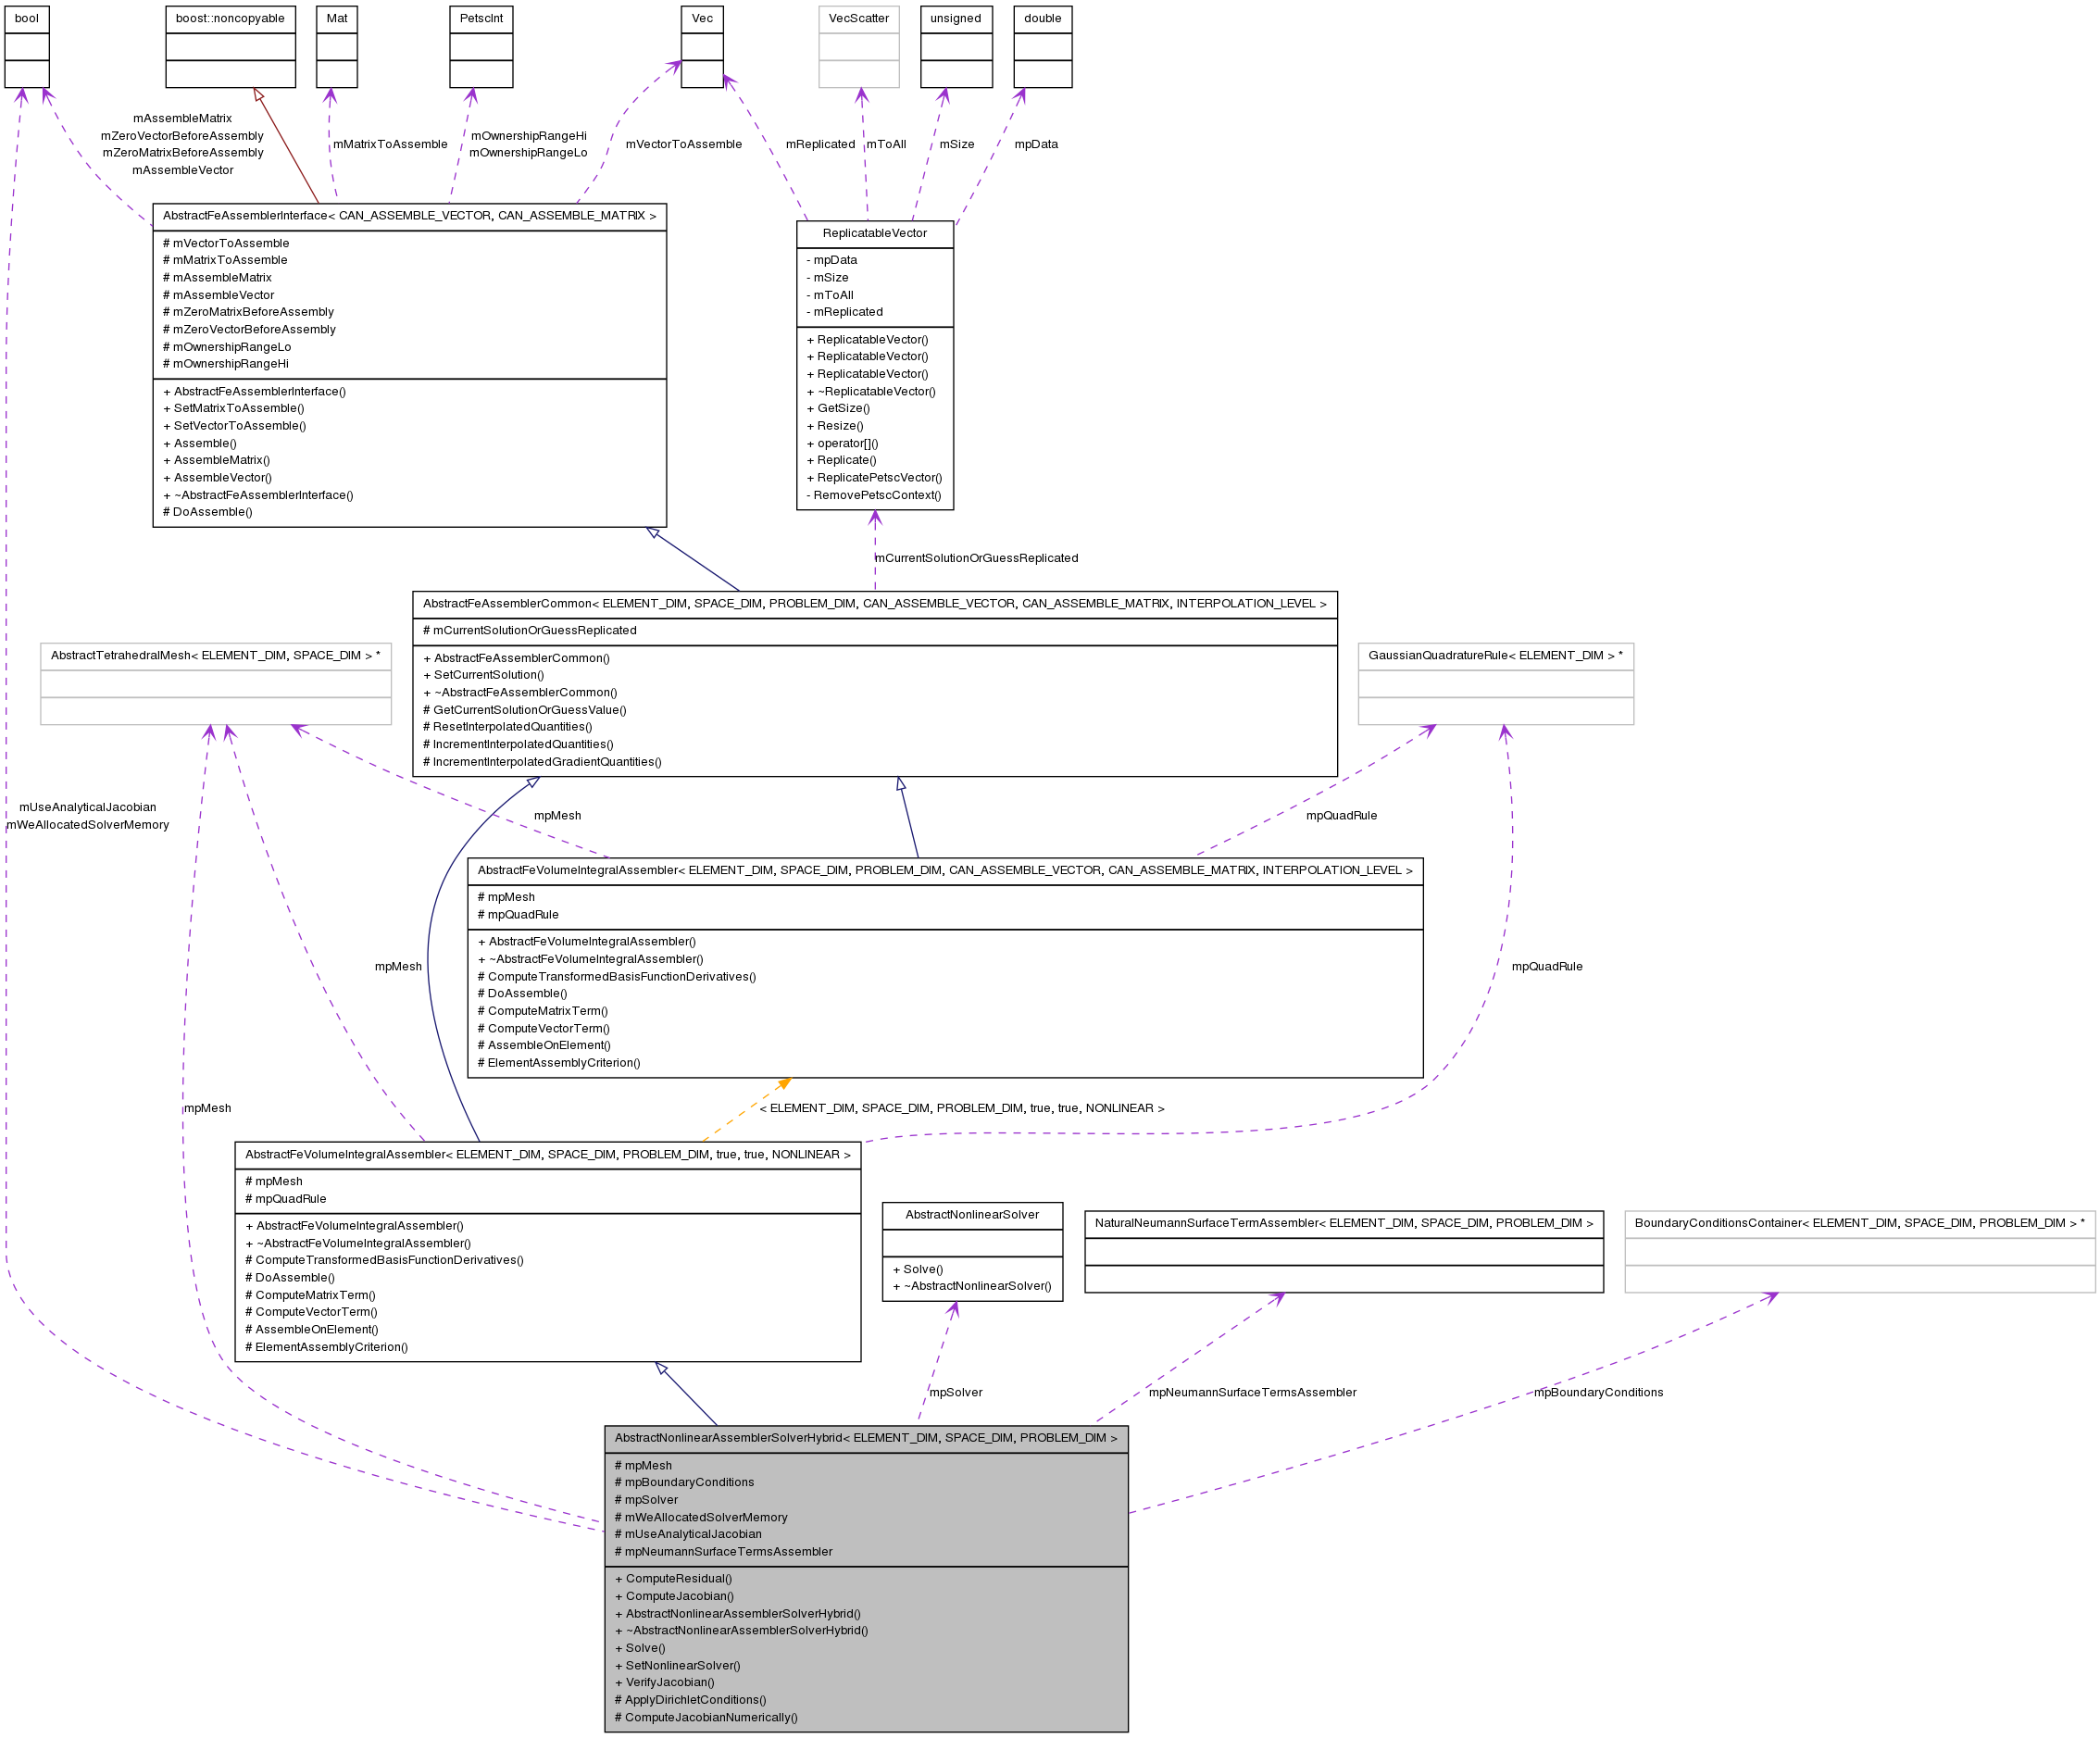 bool
boost::noncopyable
Mat
PetscInt
Vec
VecScatter
unsigned
double
mAssembleMatrix
mZeroVectorBeforeAssembly
mZeroMatrixBeforeAssembly
mAssembleVector
mMatrixToAssemble
mOwnershipRangeHi
mOwnershipRangeLo
mVectorToAssemble
mReplicated
mToAll
mSize
mpData
AbstractFeAssemblerInterface< CAN_ASSEMBLE_VECTOR, CAN_ASSEMBLE_MATRIX >
# mVectorToAssemble
# mMatrixToAssemble
# mAssembleMatrix
# mAssembleVector
# mZeroMatrixBeforeAssembly
# mZeroVectorBeforeAssembly
# mOwnershipRangeLo
# mOwnershipRangeHi
+ AbstractFeAssemblerInterface()
+ SetMatrixToAssemble()
+ SetVectorToAssemble()
+ Assemble()
+ AssembleMatrix()
+ AssembleVector()
+ ~AbstractFeAssemblerInterface()
# DoAssemble()
ReplicatableVector
- mpData
- mSize
- mToAll
- mReplicated
+ ReplicatableVector()
+ ReplicatableVector()
+ ReplicatableVector()
+ ~ReplicatableVector()
+ GetSize()
+ Resize()
+ operator[]()
+ Replicate()
+ ReplicatePetscVector()
- RemovePetscContext()
mCurrentSolutionOrGuessReplicated
AbstractFeAssemblerCommon< ELEMENT_DIM, SPACE_DIM, PROBLEM_DIM, CAN_ASSEMBLE_VECTOR, CAN_ASSEMBLE_MATRIX, INTERPOLATION_LEVEL >
# mCurrentSolutionOrGuessReplicated
+ AbstractFeAssemblerCommon()
+ SetCurrentSolution()
+ ~AbstractFeAssemblerCommon()
# GetCurrentSolutionOrGuessValue()
# ResetInterpolatedQuantities()
# IncrementInterpolatedQuantities()
# IncrementInterpolatedGradientQuantities()
AbstractTetrahedralMesh< ELEMENT_DIM, SPACE_DIM > *
GaussianQuadratureRule< ELEMENT_DIM > *
mUseAnalyticalJacobian
mWeAllocatedSolverMemory
mpMesh
mpQuadRule
AbstractFeVolumeIntegralAssembler< ELEMENT_DIM, SPACE_DIM, PROBLEM_DIM, CAN_ASSEMBLE_VECTOR, CAN_ASSEMBLE_MATRIX, INTERPOLATION_LEVEL >
# mpMesh
# mpQuadRule
+ AbstractFeVolumeIntegralAssembler()
+ ~AbstractFeVolumeIntegralAssembler()
# ComputeTransformedBasisFunctionDerivatives()
# DoAssemble()
# ComputeMatrixTerm()
# ComputeVectorTerm()
# AssembleOnElement()
# ElementAssemblyCriterion()
mpMesh
mpQuadRule
mpMesh
< ELEMENT_DIM, SPACE_DIM, PROBLEM_DIM, true, true, NONLINEAR >
AbstractFeVolumeIntegralAssembler< ELEMENT_DIM, SPACE_DIM, PROBLEM_DIM, true, true, NONLINEAR >
# mpMesh
# mpQuadRule
+ AbstractFeVolumeIntegralAssembler()
+ ~AbstractFeVolumeIntegralAssembler()
# ComputeTransformedBasisFunctionDerivatives()
# DoAssemble()
# ComputeMatrixTerm()
# ComputeVectorTerm()
# AssembleOnElement()
# ElementAssemblyCriterion()
AbstractNonlinearSolver
+ Solve()
+ ~AbstractNonlinearSolver()
NaturalNeumannSurfaceTermAssembler< ELEMENT_DIM, SPACE_DIM, PROBLEM_DIM >
BoundaryConditionsContainer< ELEMENT_DIM, SPACE_DIM, PROBLEM_DIM > *
mpSolver
mpNeumannSurfaceTermsAssembler
mpBoundaryConditions
AbstractNonlinearAssemblerSolverHybrid< ELEMENT_DIM, SPACE_DIM, PROBLEM_DIM >
# mpMesh
# mpBoundaryConditions
# mpSolver
# mWeAllocatedSolverMemory
# mUseAnalyticalJacobian
# mpNeumannSurfaceTermsAssembler
+ ComputeResidual()
+ ComputeJacobian()
+ AbstractNonlinearAssemblerSolverHybrid()
+ ~AbstractNonlinearAssemblerSolverHybrid()
+ Solve()
+ SetNonlinearSolver()
+ VerifyJacobian()
# ApplyDirichletConditions()
# ComputeJacobianNumerically()